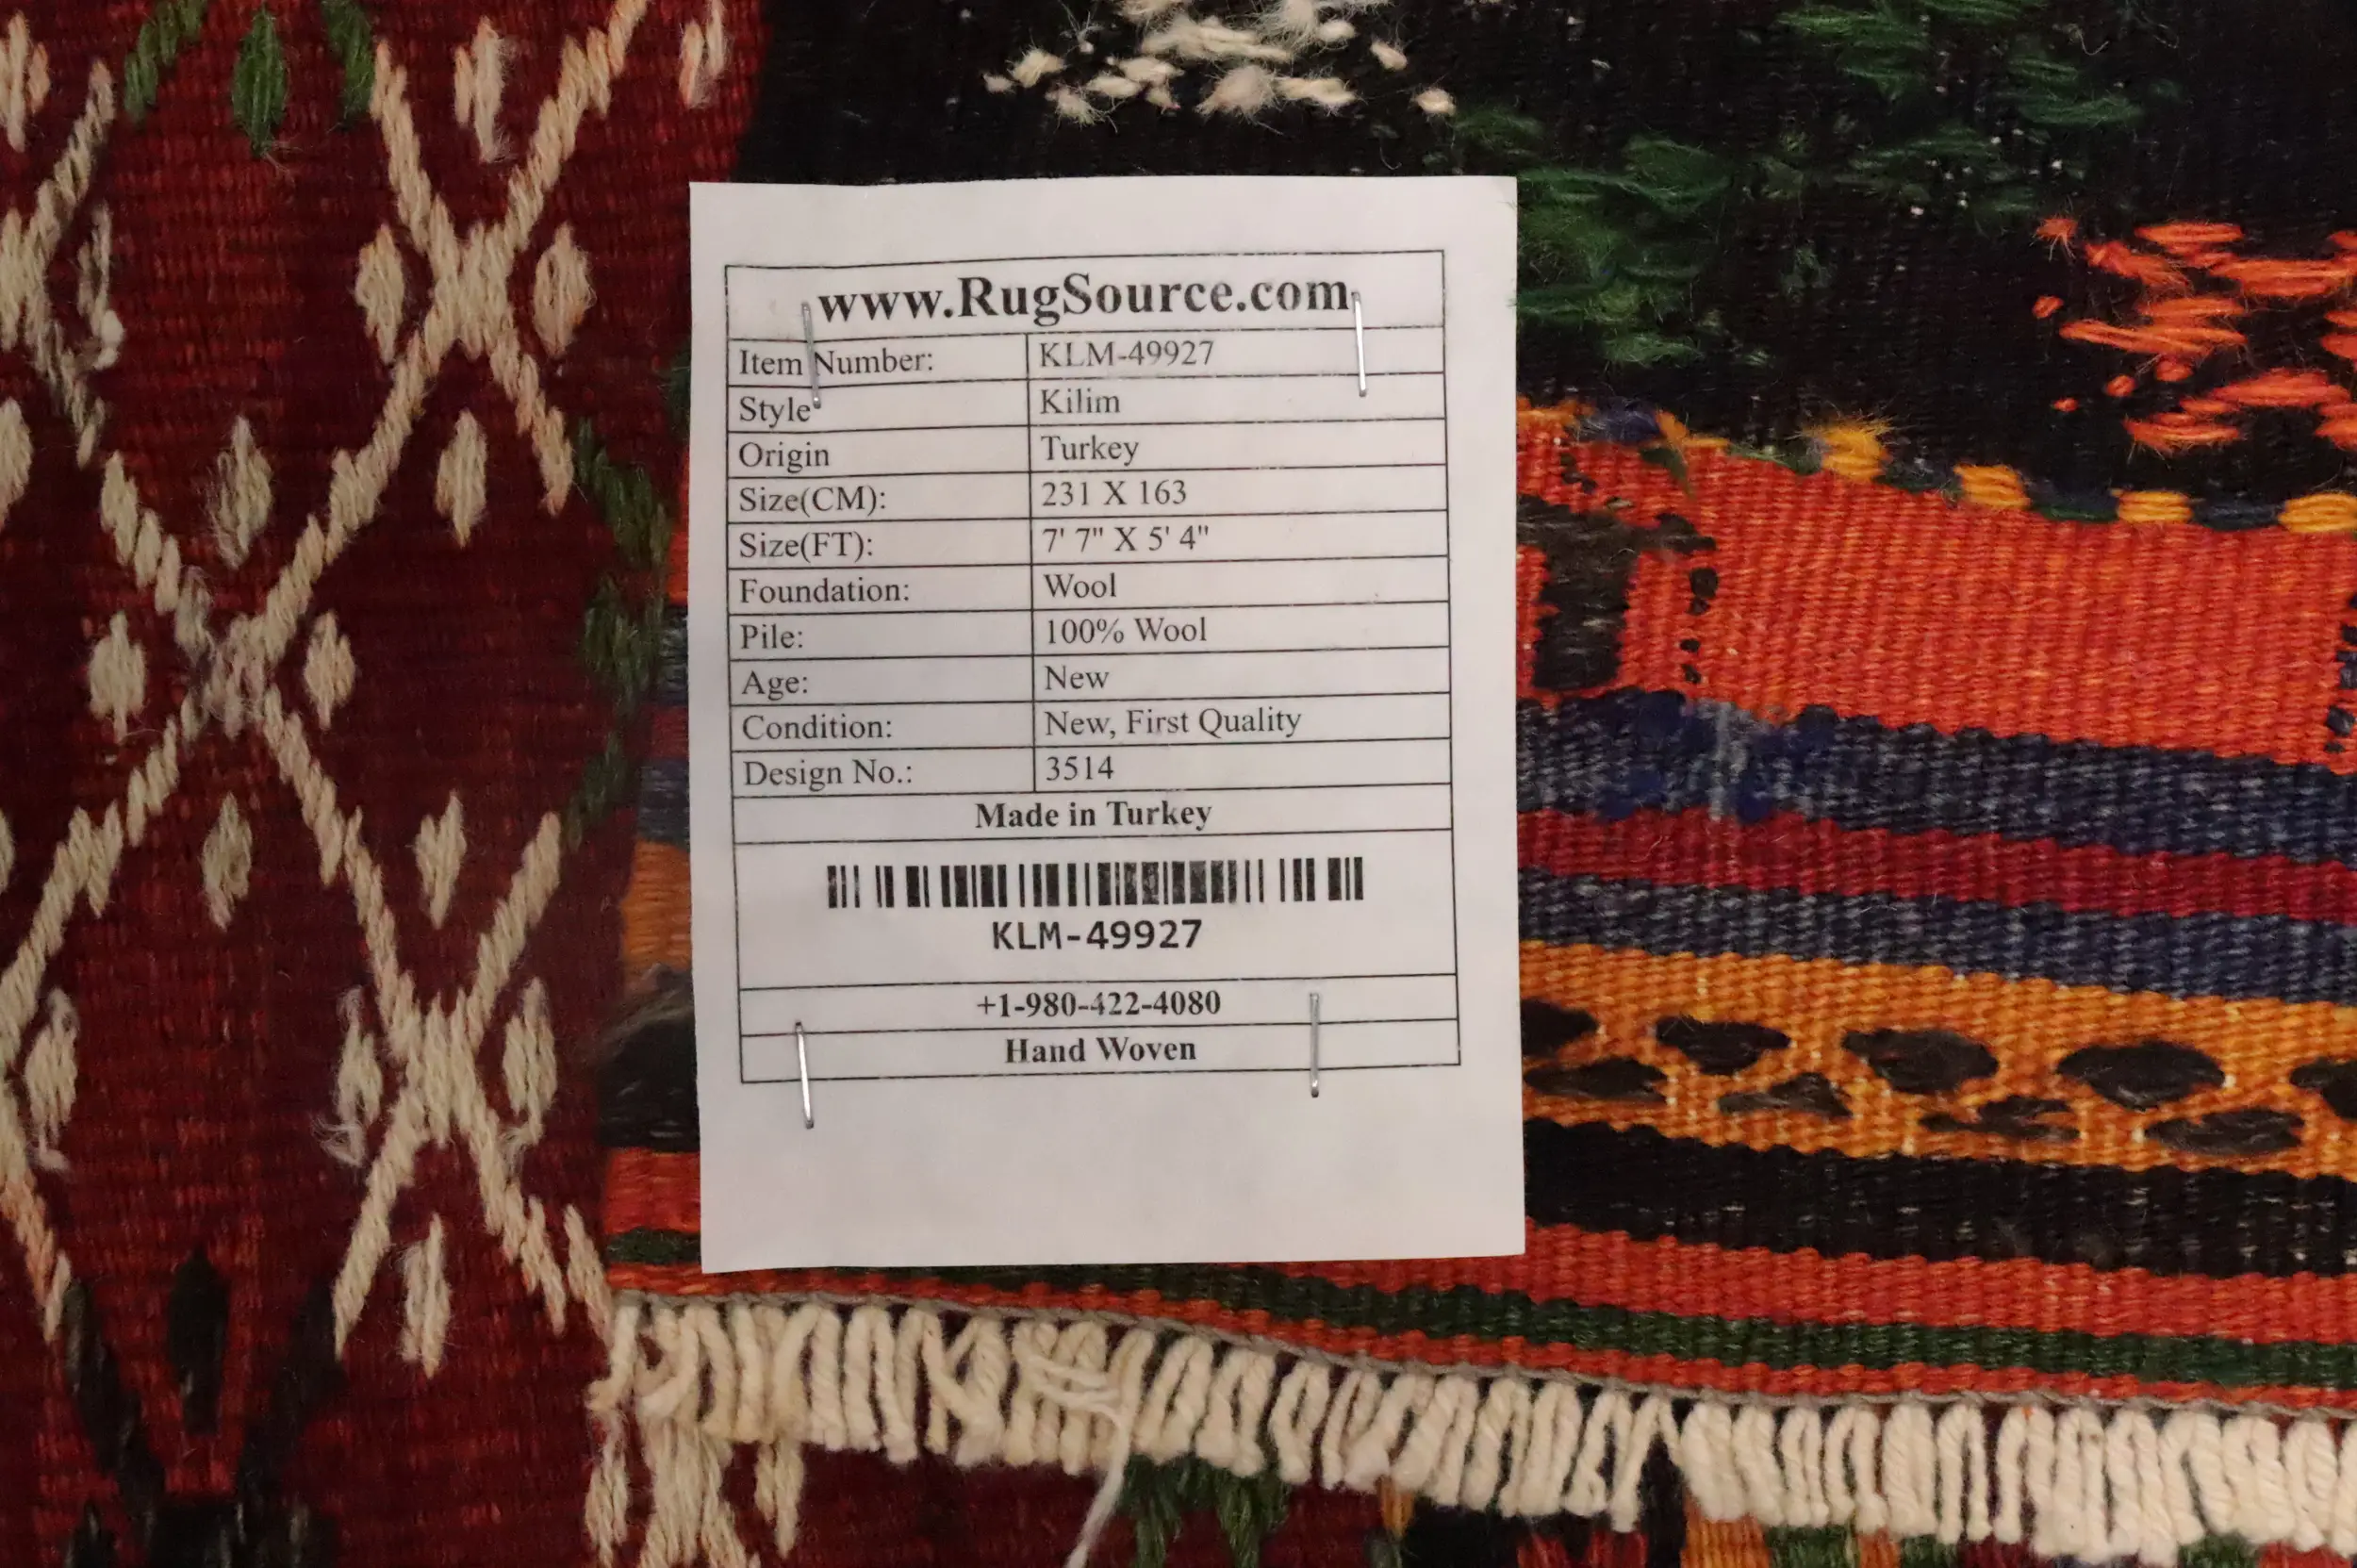 www.RugSource.com
Item Number: KLM-49927
Style Kilim
Origin Turkey
Size(CM): 231 X 163
Size(FT): 7' 7" X 5' 4"
Foundation: Wool
Pile: 100% Wool
Age: New
Condition: New, First Quality
Design No.: 3514
Made in Turkey
KLM-49927
+1-980-422-4080
Hand Woven